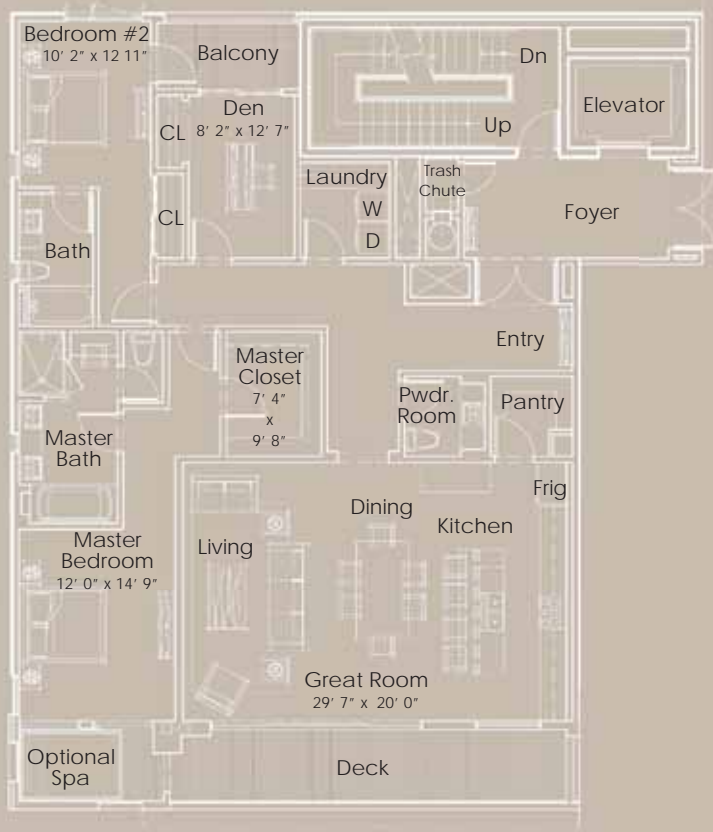 Bedroom #2
10' 2" x 12 11"
Balcony
Dn
Den
8' 2" x 12' 7"
CL
Elevator
Up
Laundry
Trash
Chute
W
CL
Foyer
D
Bath
Entry
Master
Closet
7' 4"
x
9' 8"
Pwdr.
Room
Pantry
Master
Bath
Frig
Dining
Kitchen
Living
Master
Bedroom
12' 0" x 14' 9"
Great Room
29' 7" x 20' 0"
Optional
Spa
Deck